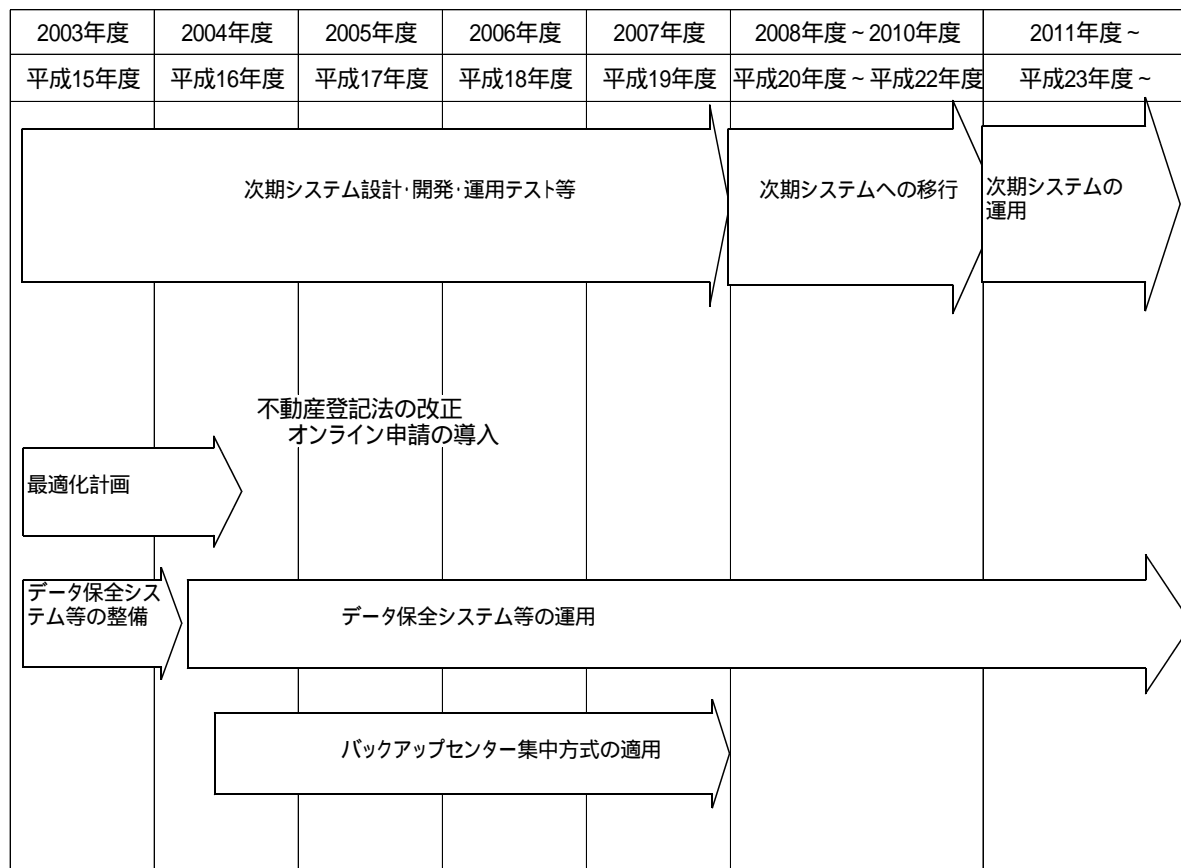 2003年度 2004年度 2005年度 2006年度 2007年度 2008年度~2010年度 2011年度~
平成15年度 平成16年度 平成17年度 平成18年度 平成19年度 平成20年度~平成22年度 平成23年度~
次期システム設計・開発・運用テスト等
次期システムへの移行
次期システムの
運用
不動産登記法の改正
オンライン申請の導入
最適化計画
データ保全シス
テム等の整備
データ保全システム等の運用
バックアップセンター集中方式の適用